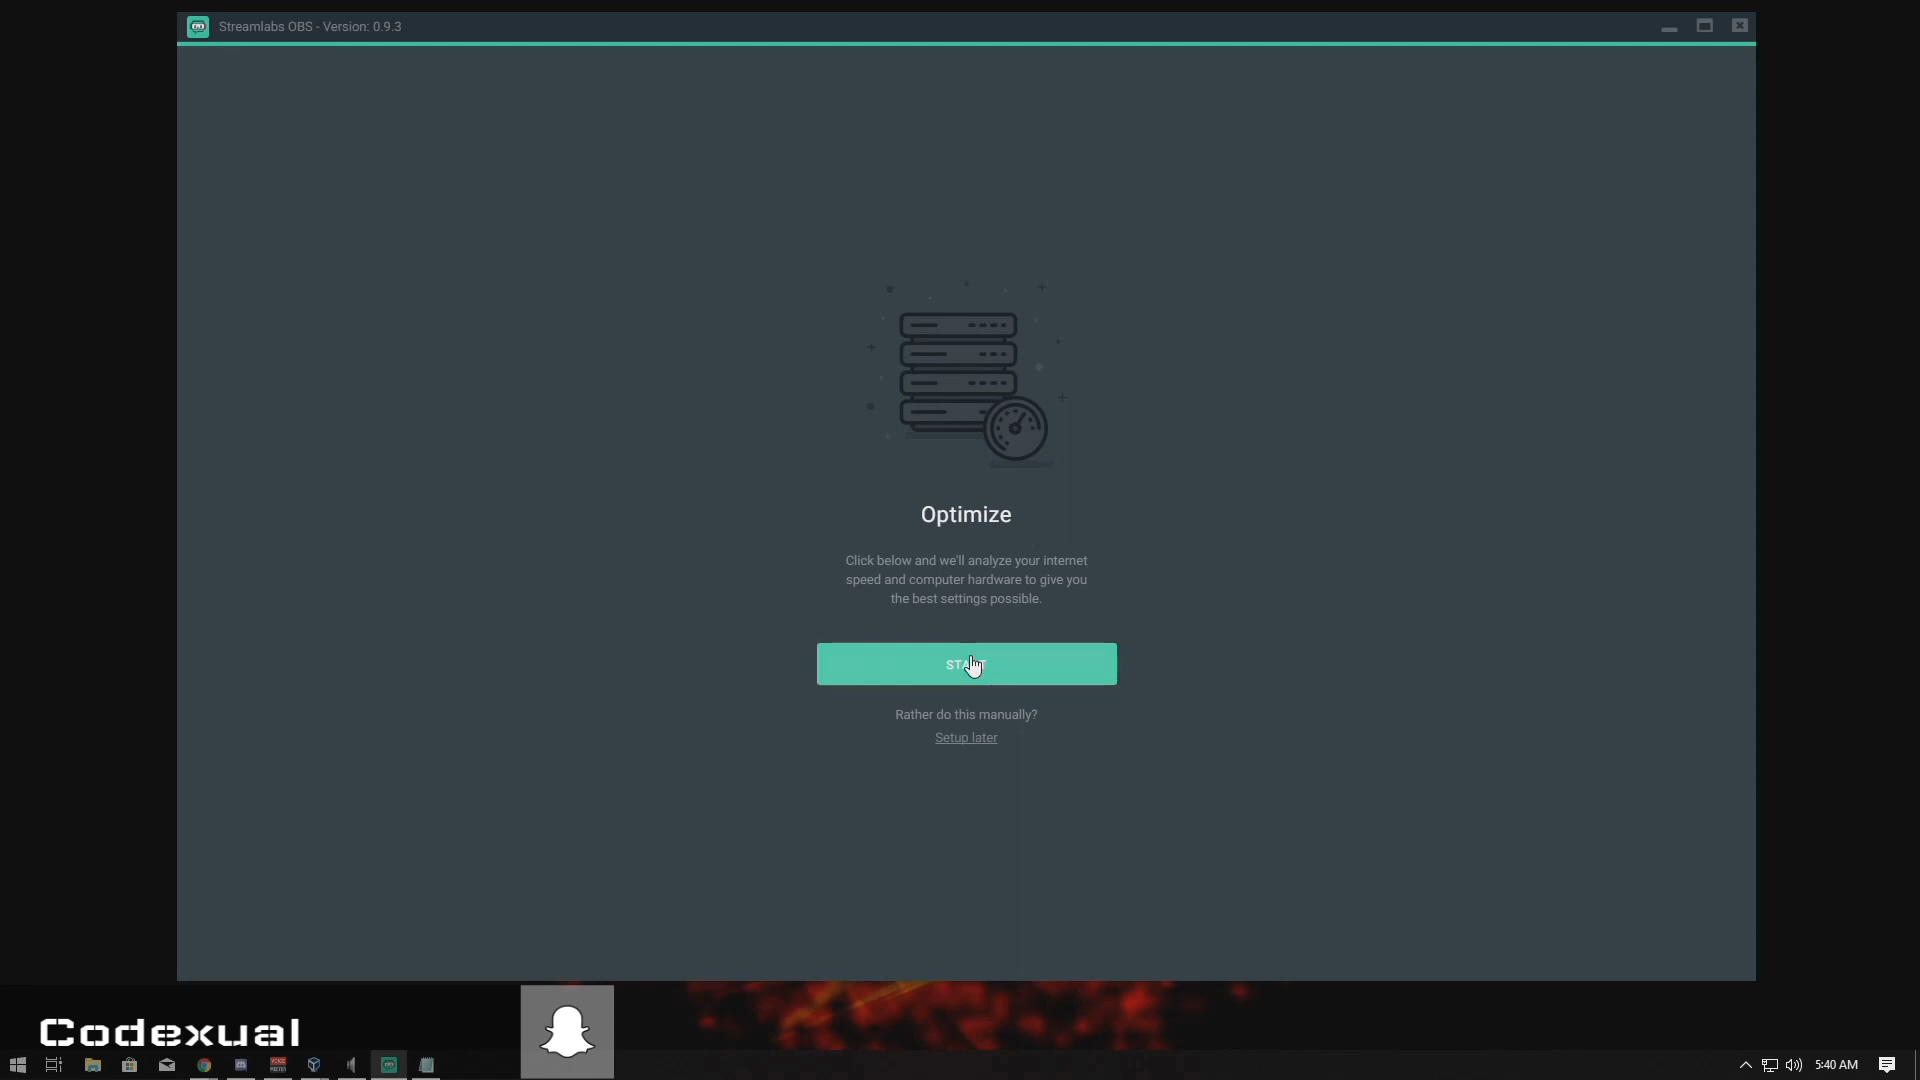 Streamlabs OBS - Version: 0.9.3
Optimize
Click below and we'll analyze your internet
speed and computer hardware to give you
the best settings possible.
Rather do this manually?
Setup later
Codexual
5:40 AM